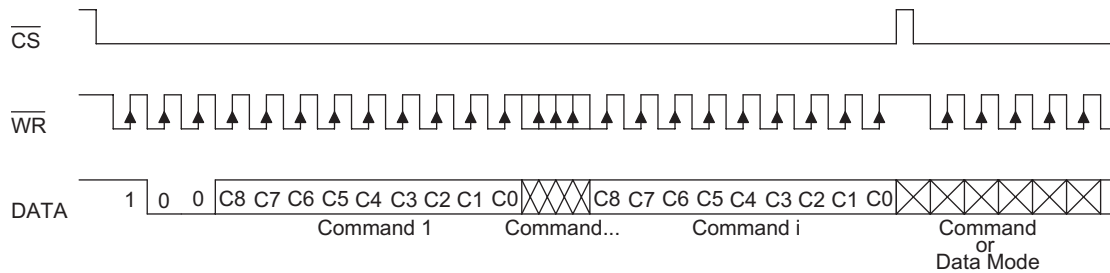 CS
WR
DATA 1 0 0 C8 C7 C6 C5 C4 C3 C2 C1 C0 C8 C7 C6 C5 C4 C3 C2 C1 C0
Command 1 Command... Command i Command
or
Data Mode